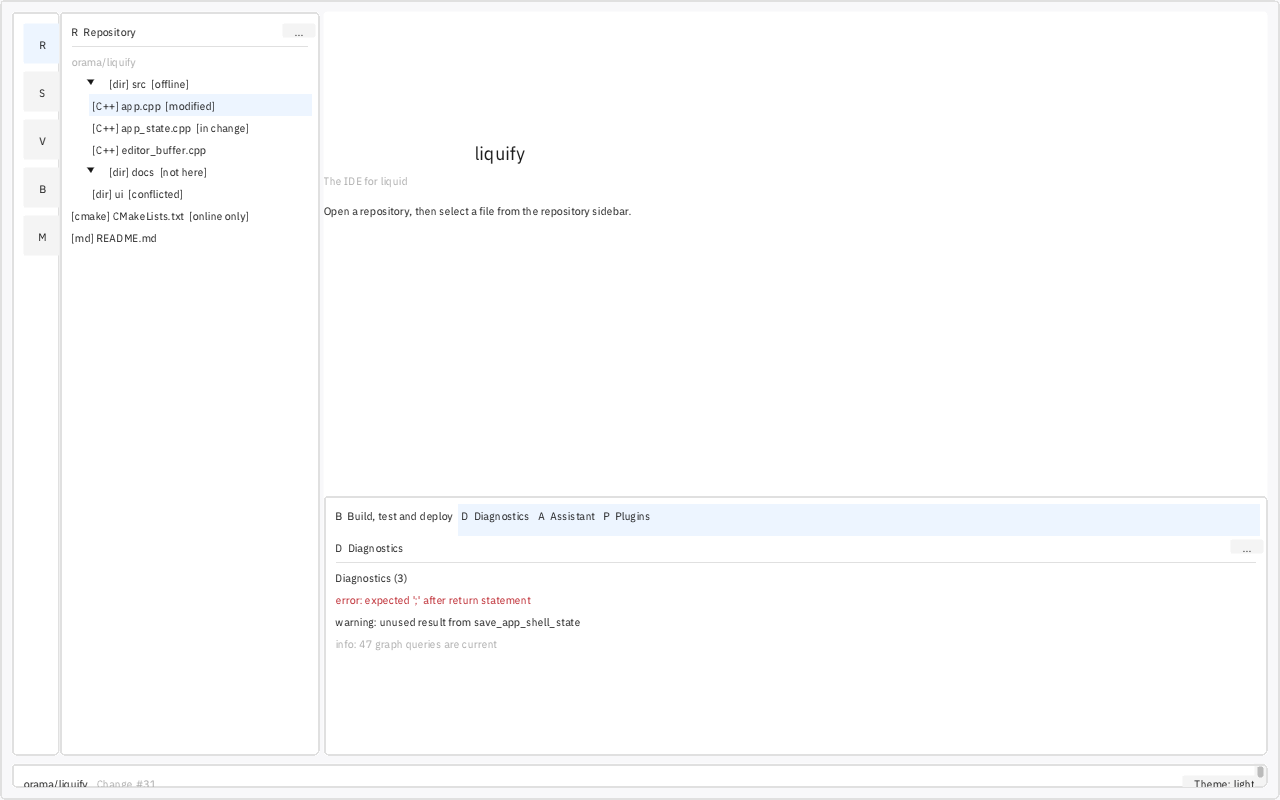 R
S
V
B
M
R Repository
...
orama/liquify
[dir] src [offline]
[C++] app.cpp [modified]
[C++] app_state.cpp [in change]
[C++] editor_buffer.cpp
[dir] docs [not here]
[dir] ui [conflicted]
[cmake] CMakeLists.txt [online only]
[md] README.md
liquify
The IDE for liquid
Open a repository, then select a file from the repository sidebar.
B Build, test and deploy D Diagnostics A Assistant P Plugins
D Diagnostics
...
Diagnostics (3)
error: expected ';' after return statement
warning: unused result from save_app_shell_state
info: 47 graph queries are current
orama/liquify Change #31
Theme: light